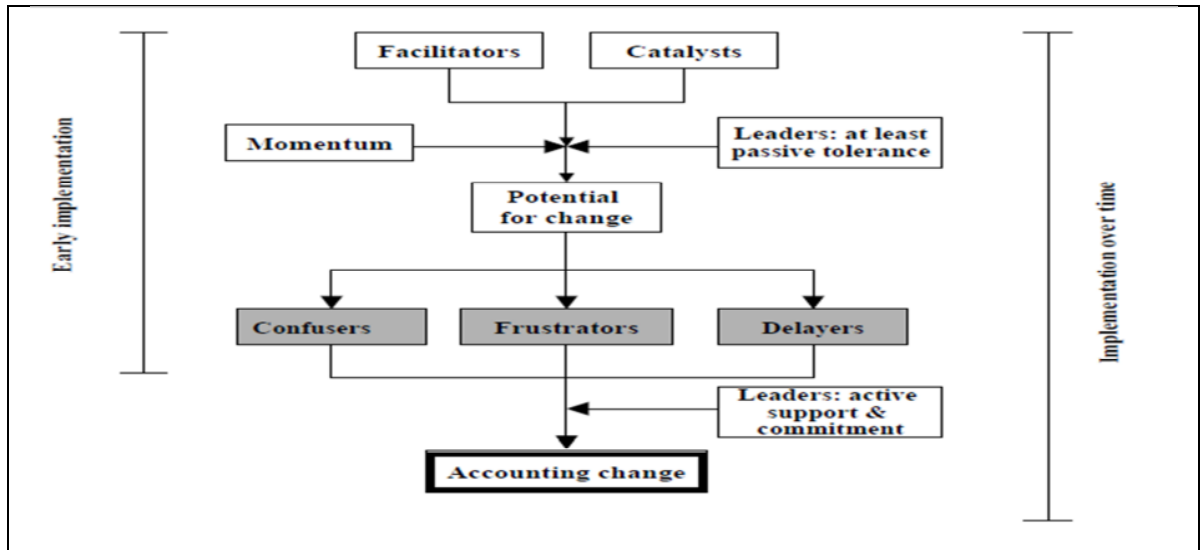 Facilitators
Catalysts
Momentum
Leaders: at least
passive tolerance
Potential
for change
Early implementation
Implementation over time
Confusers
Frustrators
Delayers
Leaders: active
support &
commitment
Accounting change